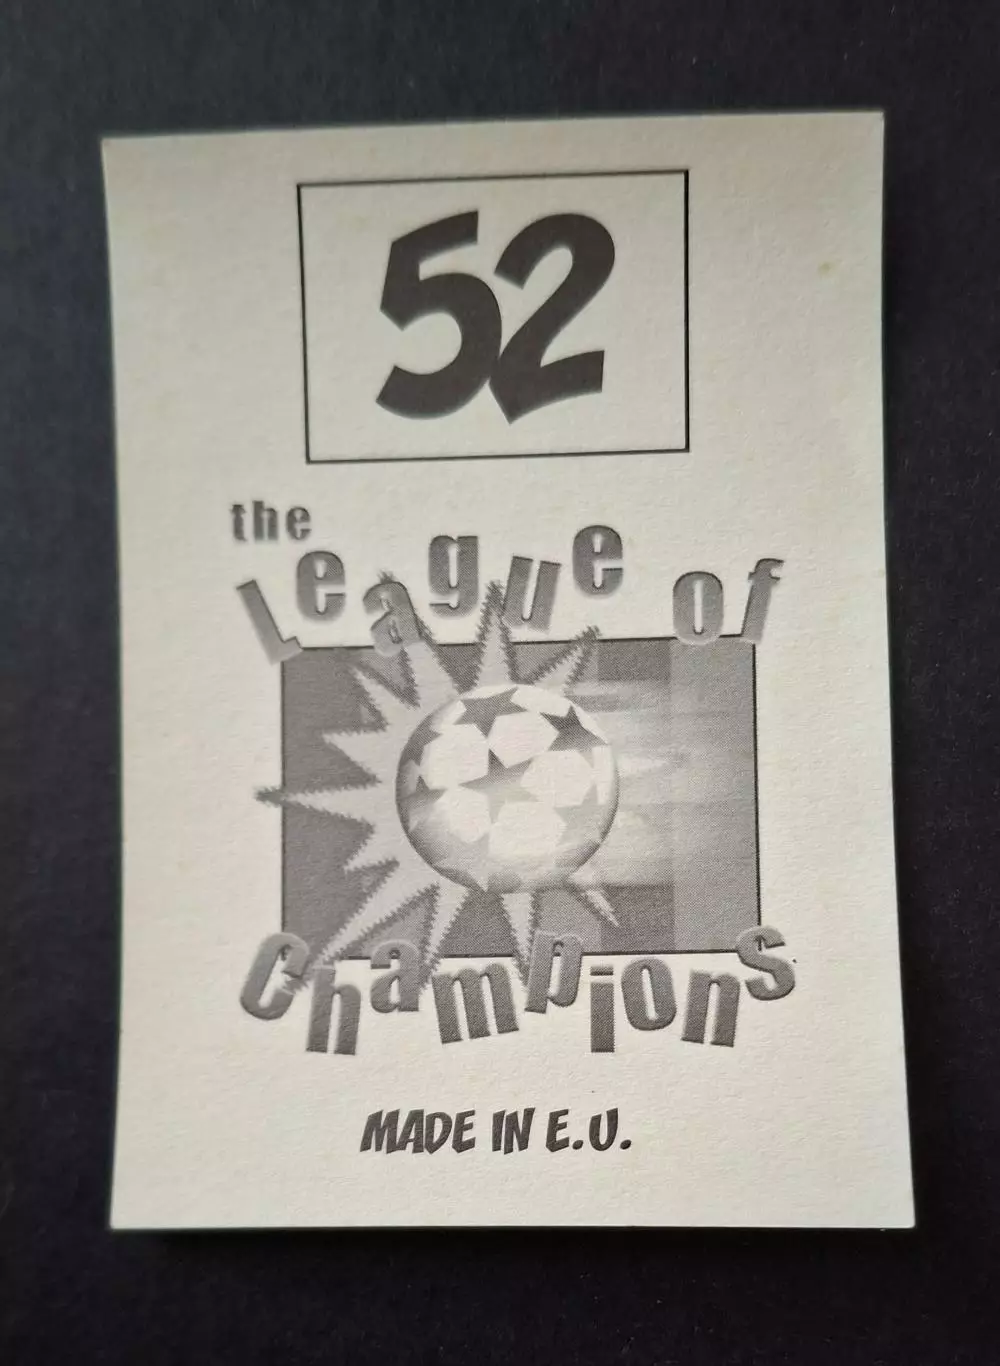 52
the
League of
Champions
MADE IN E.U.